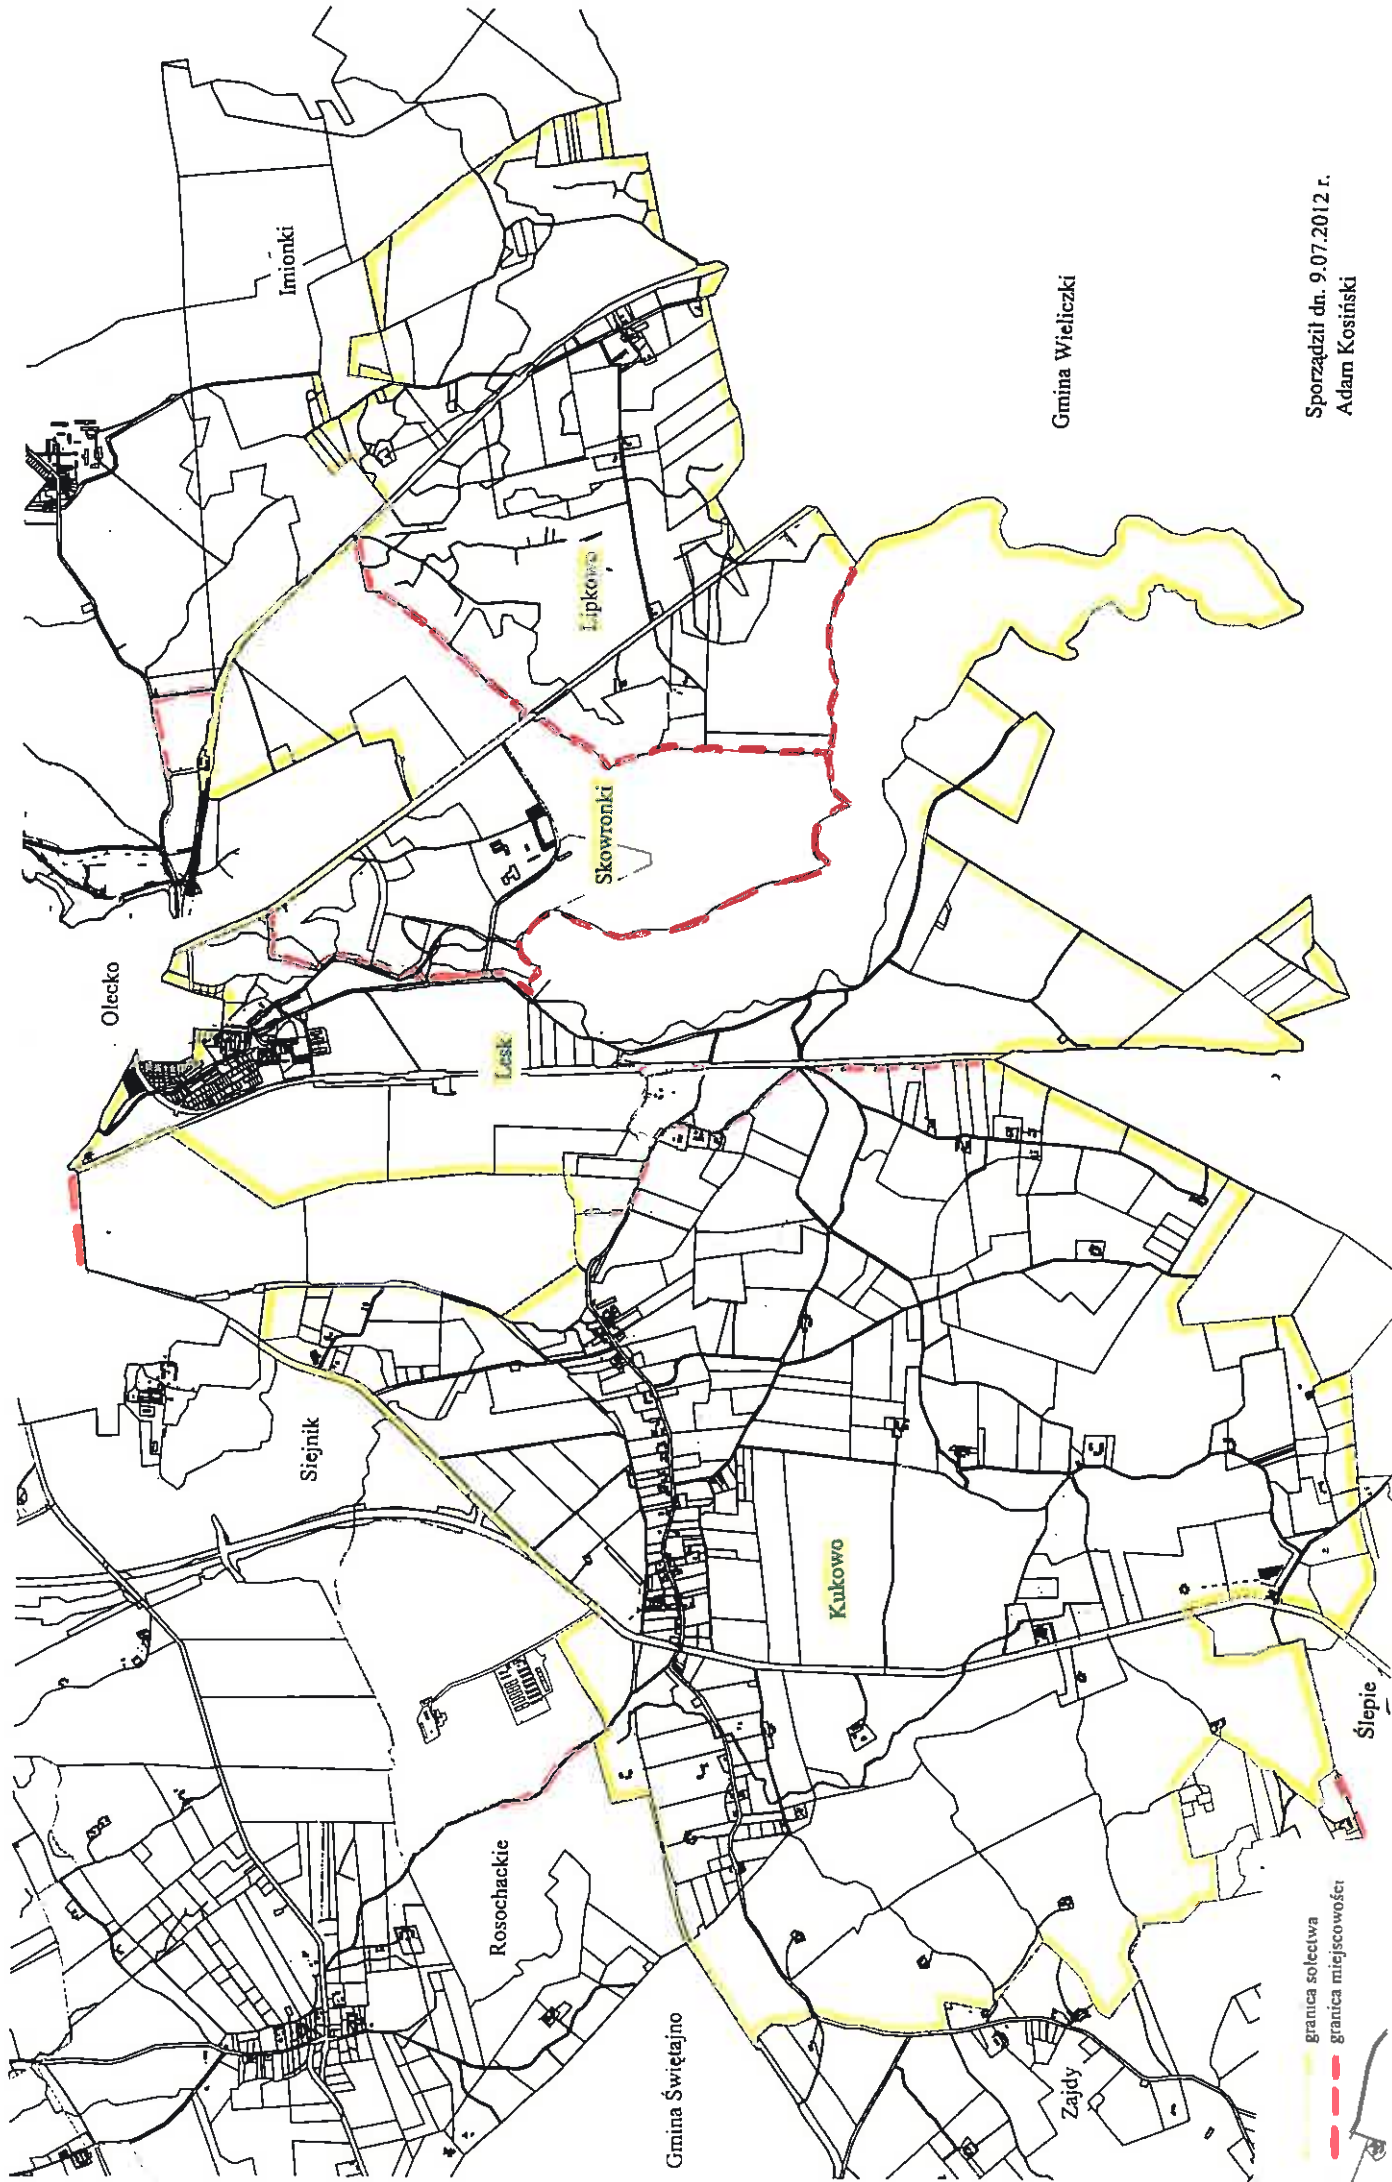 Olecko
Imionki
Siejnik
Rosochackie
Gmina Świętajno
Lesk
Skowronki
Lipkowo
Kukowo
Zajdy
Ślepie
Gmina Wieliczki
Sporządził dn. 9.07.2012 r.
Adam Kosiński
granica sołectwa
granica miejscowości